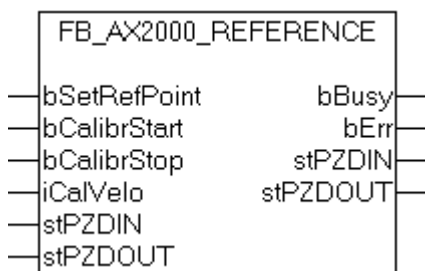 FB_AX2000_REFERENCE
bSetRefPoint bBusy
bCalibrStart bErr
bCalibrStop stPZDIN
iCalVelo stPZDOUT
stPZDIN
stPZDOUT